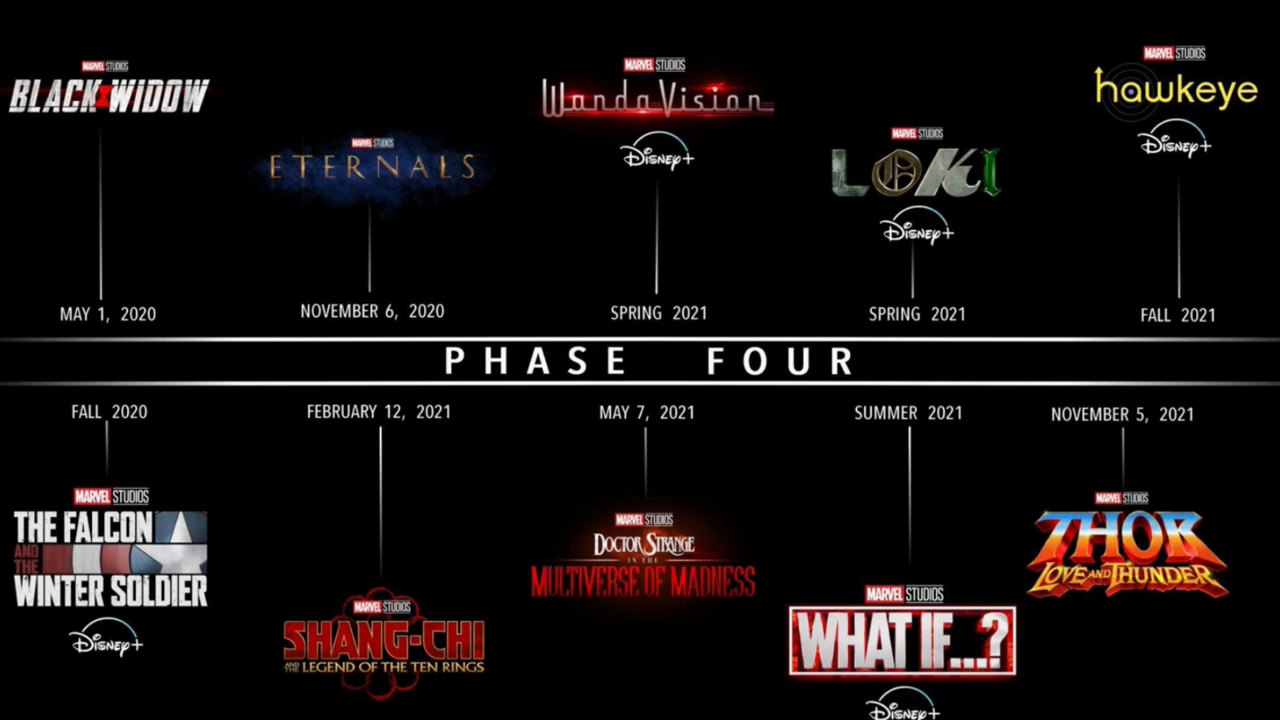 MARVEL STUDIOS
BLACK WIDOW
MAY 1, 2020
MARVEL STUDIOS
ETERNALS
NOVEMBER 6, 2020
MARVEL STUDIOS
WandaVision
Disney+
SPRING 2021
MARVEL STUDIOS
LOKI
Disney+
SPRING 2021
MARVEL STUDIOS
hawkeye
Disney+
FALL 2021
PHASE FOUR
FALL 2020
MARVEL STUDIOS
THE FALCON
AND
THE
WINTER SOLDIER
Disney+
FEBRUARY 12, 2021
MARVEL STUDIOS
SHANG-CHI
AND THE LEGEND OF THE TEN RINGS
MAY 7, 2021
MARVEL STUDIOS
DOCTOR STRANGE
IN THE
MULTIVERSE OF MADNESS
SUMMER 2021
MARVEL STUDIOS
WHAT IF...?
Disney+
NOVEMBER 5, 2021
MARVEL STUDIOS
THOR
LOVE AND THUNDER